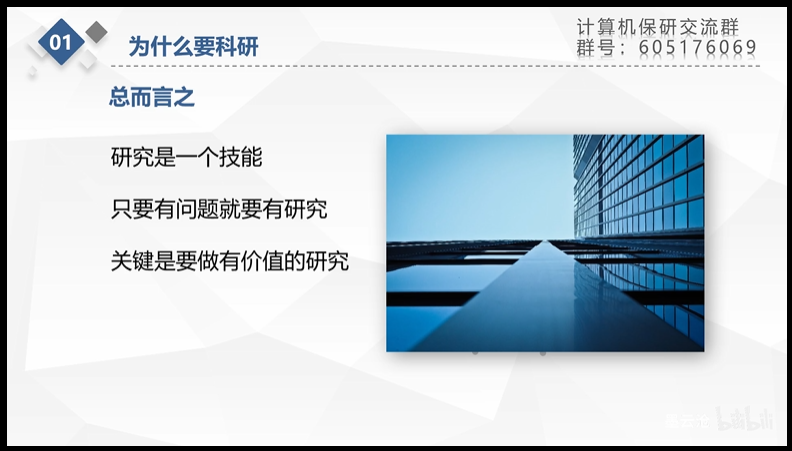 01
为什么要科研
计算机保研交流群
群号：605176069
总而言之
研究是一个技能
只要有问题就要有研究
关键是要做有价值的研究
bilibili